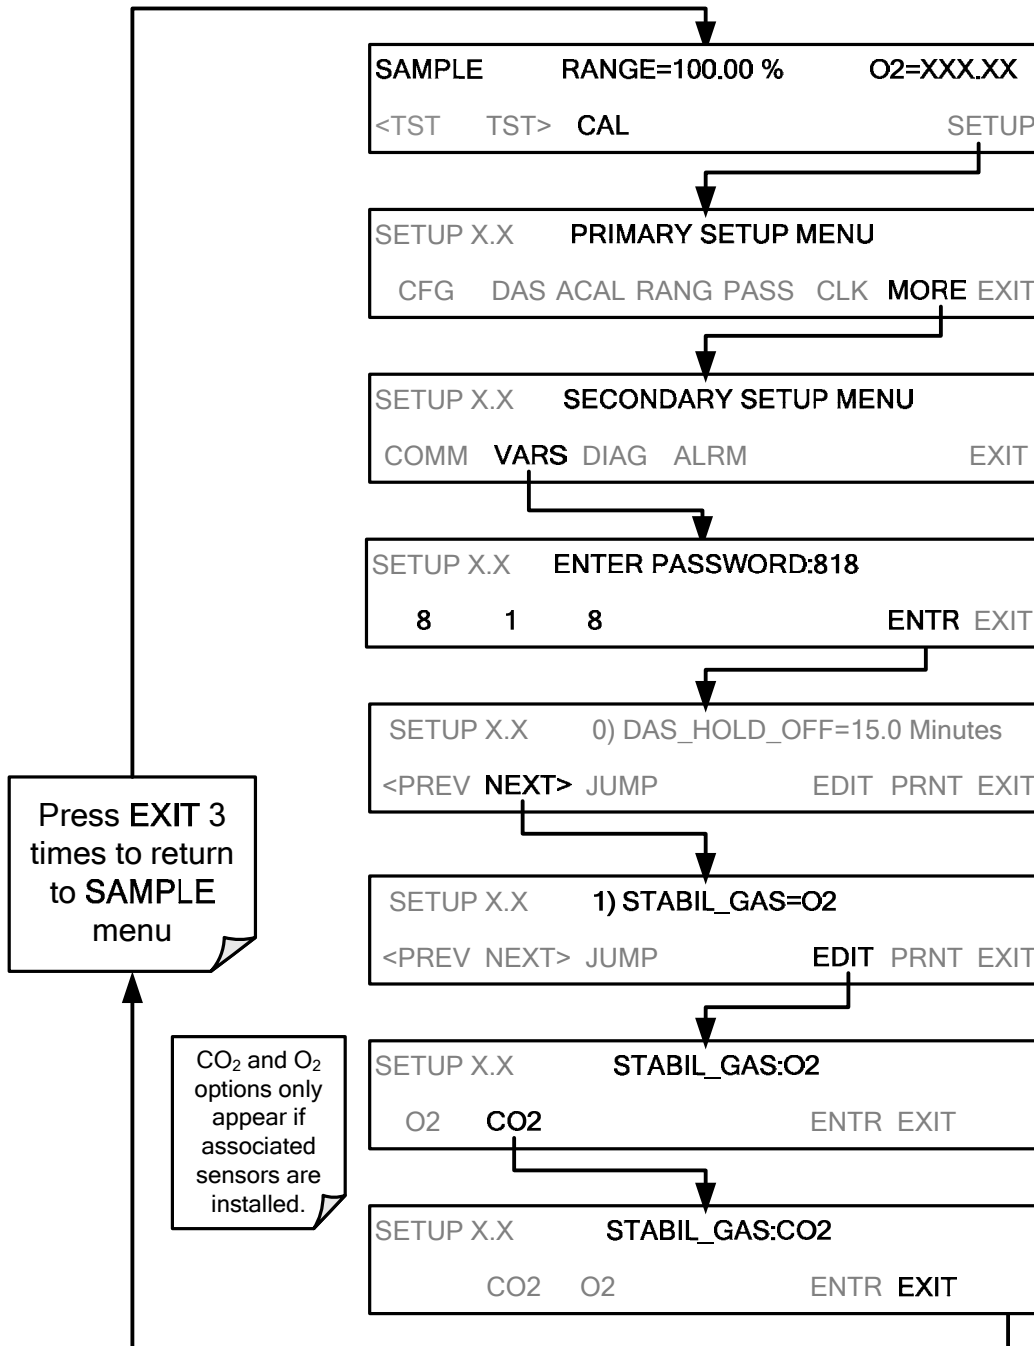 SAMPLE RANGE=100.00 % O2=XXX.XX
<TST TST> CAL SETUP
SETUP X.X PRIMARY SETUP MENU
CFG DAS ACAL RANG PASS CLK MORE EXIT
SETUP X.X SECONDARY SETUP MENU
COMM VARS DIAG ALRM EXIT
SETUP X.X ENTER PASSWORD:818
8 1 8 ENTR EXIT
SETUP X.X 0) DAS_HOLD_OFF=15.0 Minutes
<PREV NEXT> JUMP EDIT PRNT EXIT
SETUP X.X 1) STABIL_GAS=O2
<PREV NEXT> JUMP EDIT PRNT EXIT
SETUP X.X STABIL_GAS:O2
O2 CO2 ENTR EXIT
SETUP X.X STABIL_GAS:CO2
CO2 O2 ENTR EXIT
Press EXIT 3
times to return
to SAMPLE
menu
CO₂ and O₂
options only
appear if
associated
sensors are
installed.